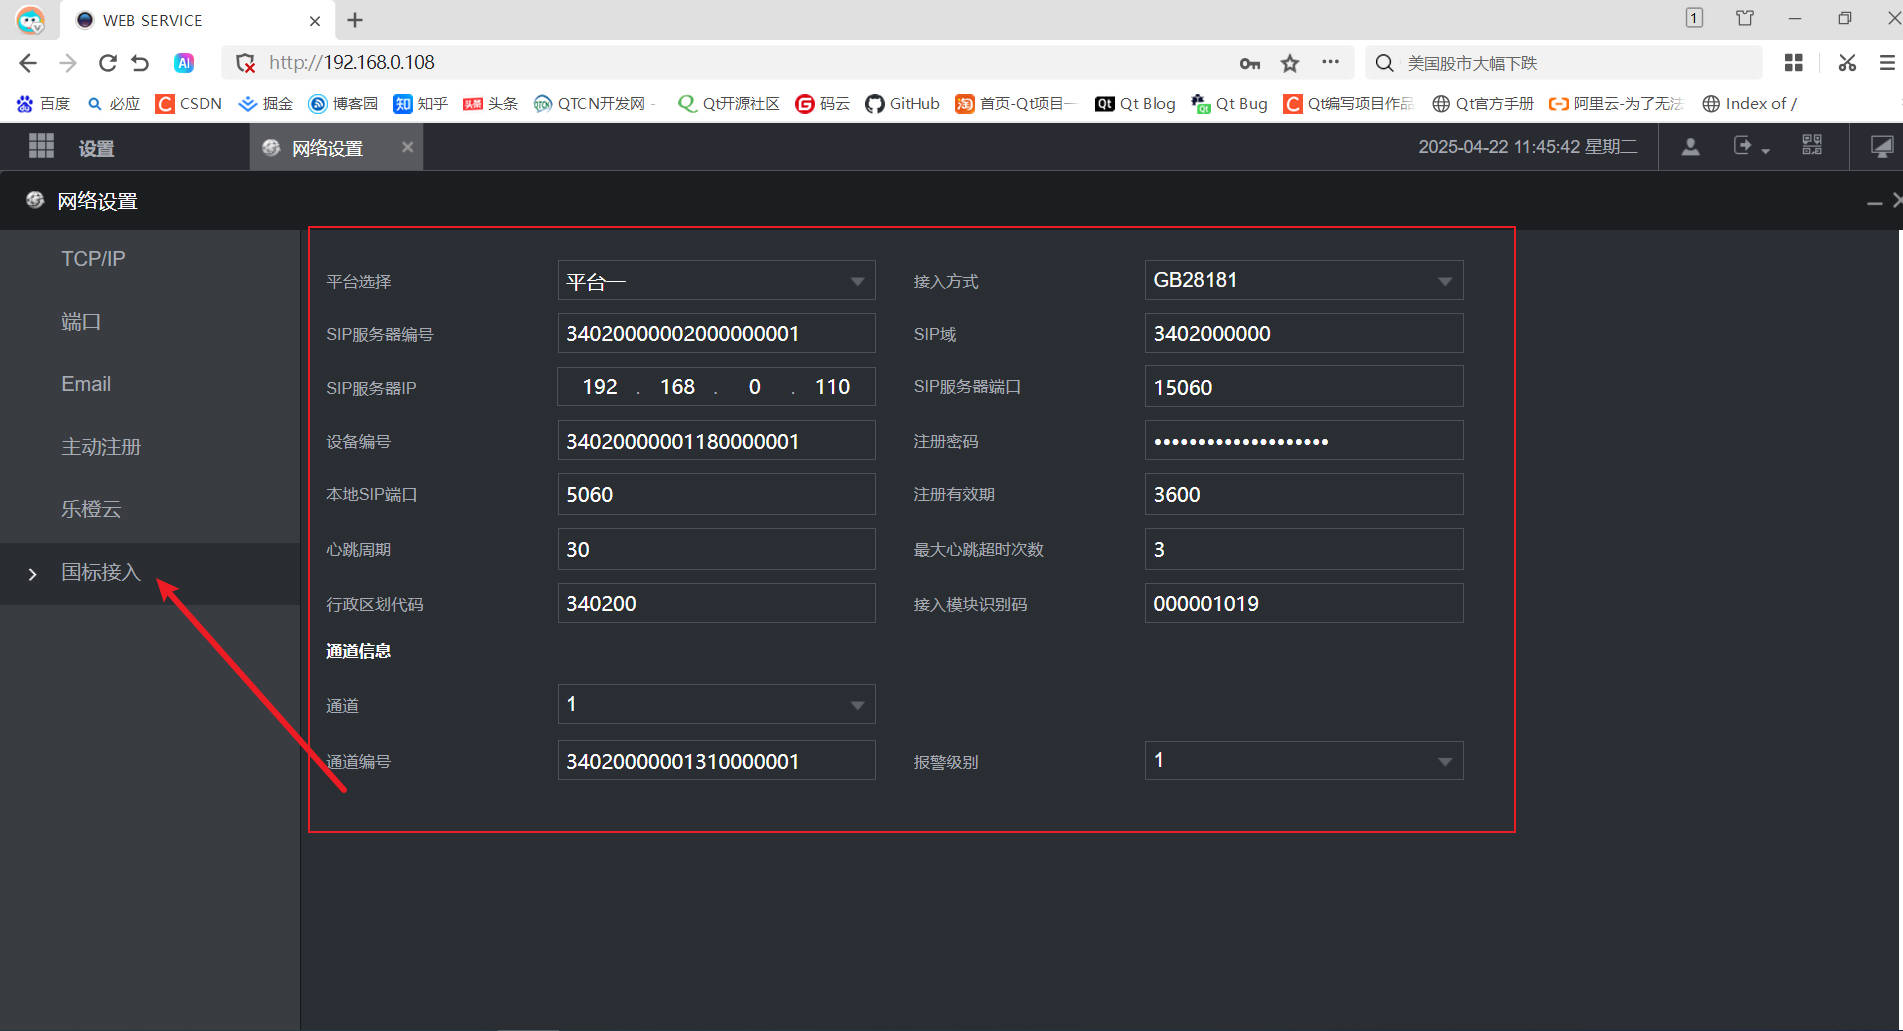 WEB SERVICE
1
AI
http://192.168.0.108
美国股市大幅下跌
百度 必应 C CSDN 掘金 博客园 知 知乎 头条 头条 QTCN开发网 Qt开源社区 G 码云 GitHub 淘 首页-Qt项目一 Qt Qt Blog Qt Bug C Qt编写项目作品 Qt官方手册 阿里云-为了无法 Index of /
设置 网络设置 2025-04-22 11:45:42 星期二
网络设置
TCP/IP
端口
Email
主动注册
乐橙云
国标接入
平台选择 平台一 接入方式 GB28181
SIP服务器编号 34020000002000000001 SIP域 3402000000
SIP服务器IP 192 . 168 . 0 . 110 SIP服务器端口 15060
设备编号 34020000001180000001 注册密码 ••••••••••••••••••••
本地SIP端口 5060 注册有效期 3600
心跳周期 30 最大心跳超时次数 3
行政区划代码 340200 接入模块识别码 000001019
通道信息
通道 1
通道编号 34020000001310000001 报警级别 1